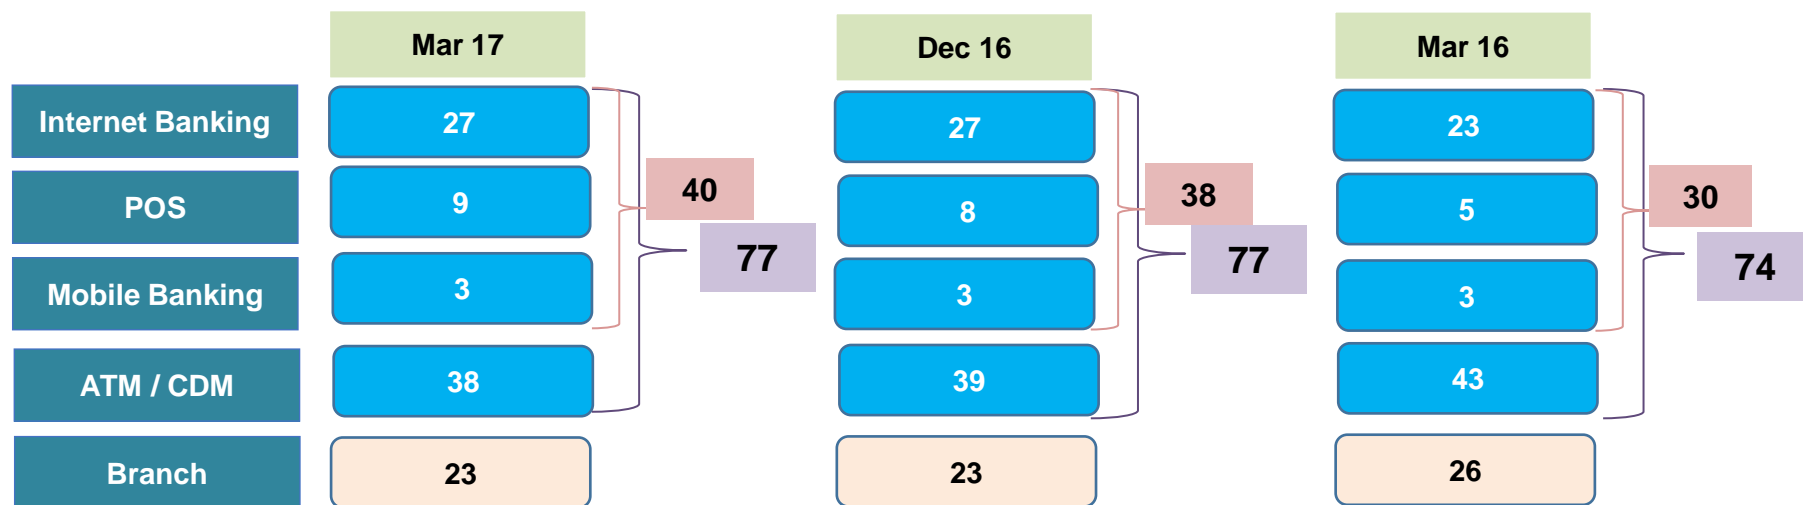 Mar 17 Dec 16 Mar 16
Internet Banking 27 27 23
POS 9 40 8 38 5 30
77 77 74
Mobile Banking 3 3 3
ATM / CDM 38 39 43
Branch 23 23 26